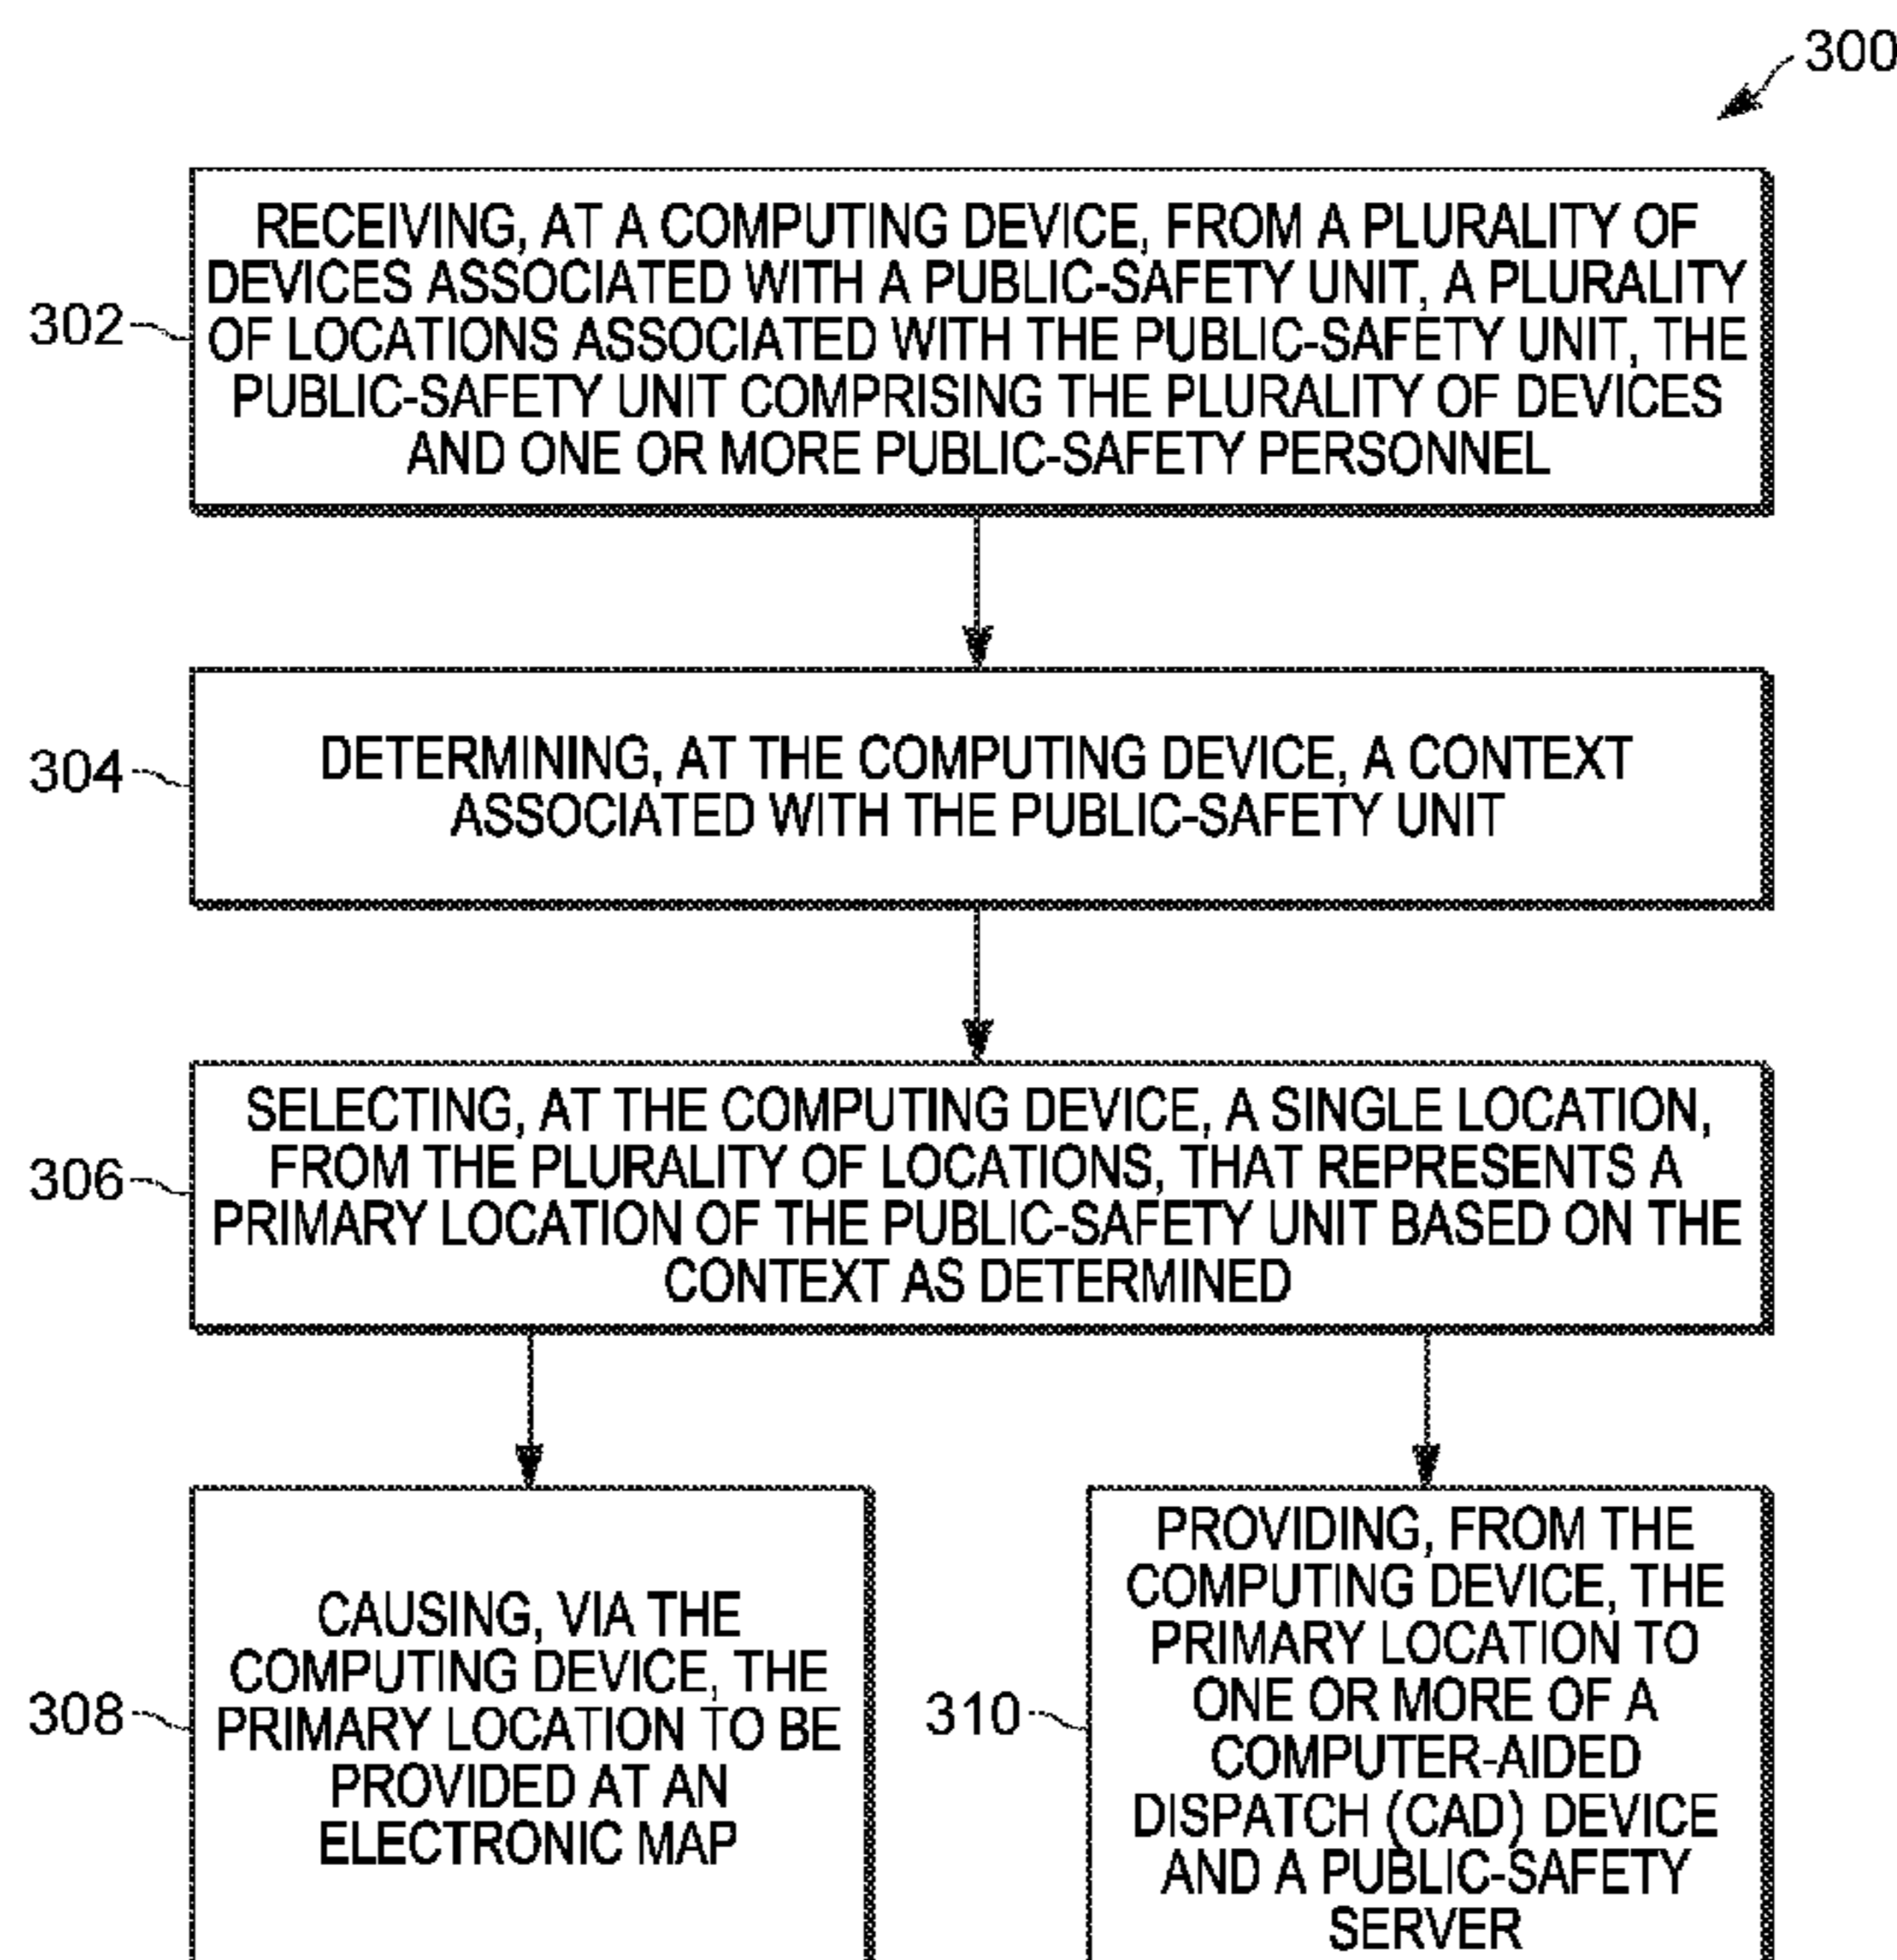 300
RECEIVING, AT A COMPUTING DEVICE, FROM A PLURALITY OF
DEVICES ASSOCIATED WITH A PUBLIC-SAFETY UNIT, A PLURALITY
302
OF LOCATIONS ASSOCIATED WITH THE PUBLIC-SAFETY UNIT, THE
PUBLIC-SAFETY UNIT COMPRISING THE PLURALITY OF DEVICES
AND ONE OR MORE PUBLIC-SAFETY PERSONNEL
304
DETERMINING, AT THE COMPUTING DEVICE, A CONTEXT
ASSOCIATED WITH THE PUBLIC-SAFETY UNIT
SELECTING, AT THE COMPUTING DEVICE, A SINGLE LOCATION,
306
FROM THE PLURALITY OF LOCATIONS, THAT REPRESENTS A
PRIMARY LOCATION OF THE PUBLIC-SAFETY UNIT BASED ON THE
CONTEXT AS DETERMINED
308
CAUSING, VIA THE
COMPUTING DEVICE, THE
PRIMARY LOCATION TO BE
PROVIDED AT AN
ELECTRONIC MAP
310
PROVIDING, FROM THE
COMPUTING DEVICE, THE
PRIMARY LOCATION TO
ONE OR MORE OF A
COMPUTER-AIDED
DISPATCH (CAD) DEVICE
AND A PUBLIC-SAFETY
SERVER